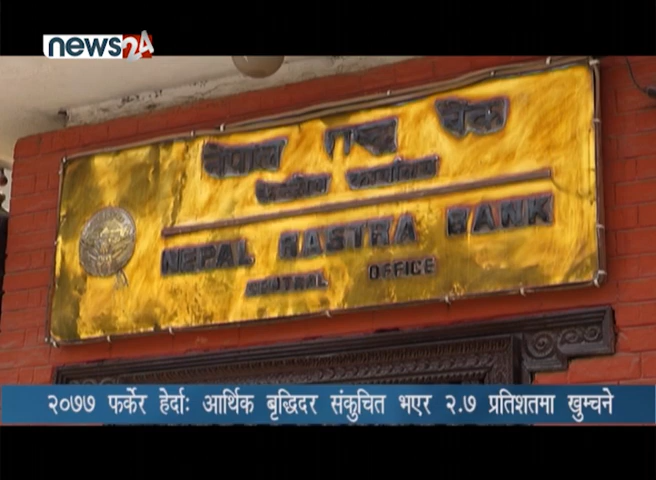 news24
नेपाल राष्ट्र बैंक
केन्द्रीय कार्यालय
NEPAL RASTRA BANK
CENTRAL OFFICE
२०७७ फर्केर हेर्दाः आर्थिक बृद्धिदर संकुचित भएर २.७ प्रतिशतमा खुम्चने